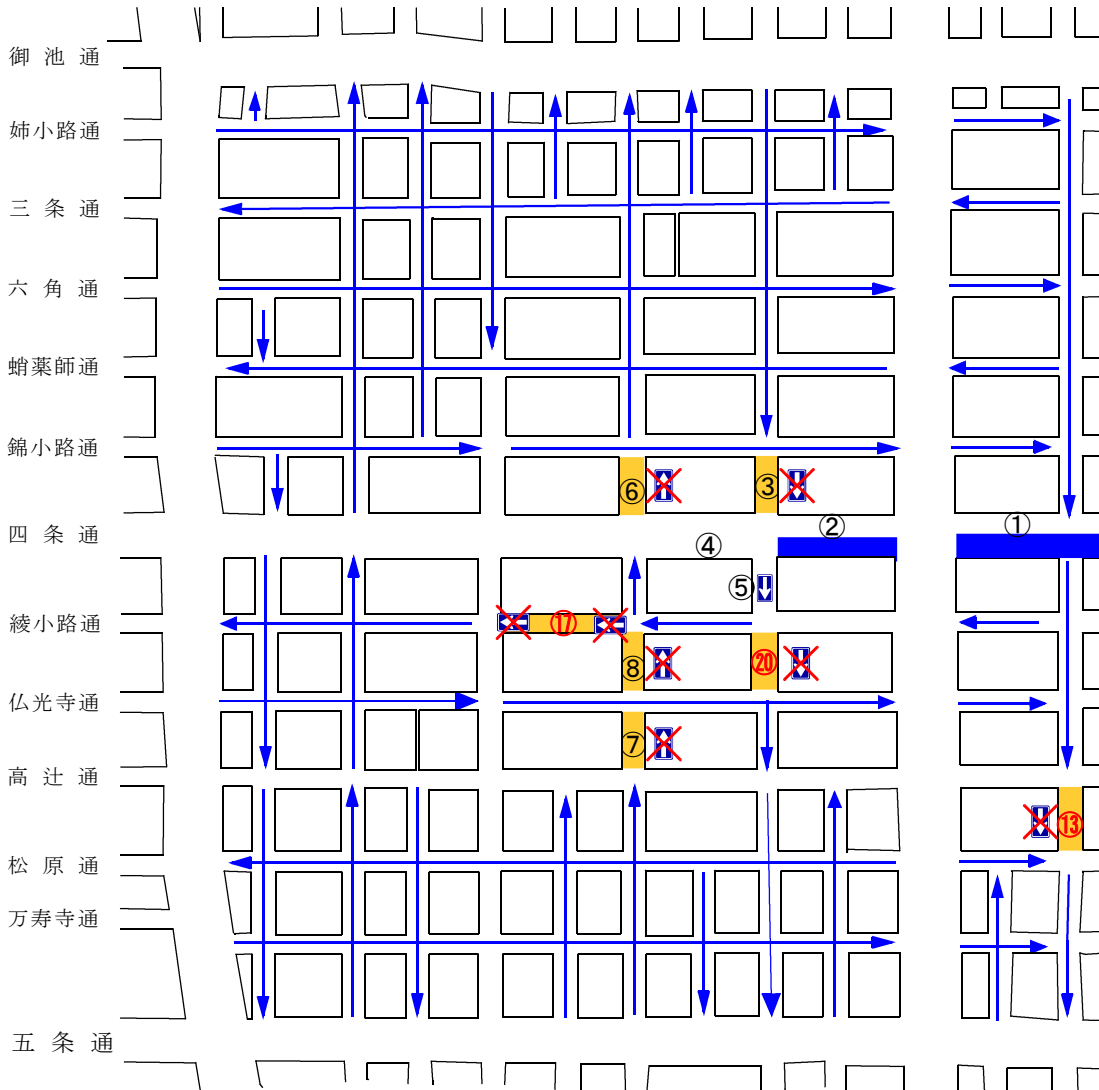 御池通
姉小路通
三条通
六角通
蛸薬師通
錦小路通
⑥
③
四条通
④
②
①
⑤
綾小路通
⑰
⑧
⑳
仏光寺通
⑦
高辻通
⑬
松原通
万寿寺通
五条通